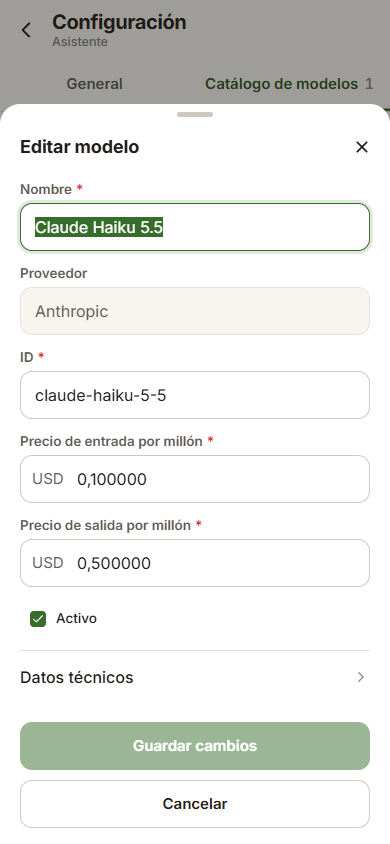 Configuración
Asistente
General
Catálogo de modelos 1
Editar modelo
Nombre *
Claude Haiku 5.5
Proveedor
Anthropic
ID *
claude-haiku-5-5
Precio de entrada por millón *
USD 0,100000
Precio de salida por millón *
USD 0,500000
Activo
Datos técnicos
Guardar cambios
Cancelar